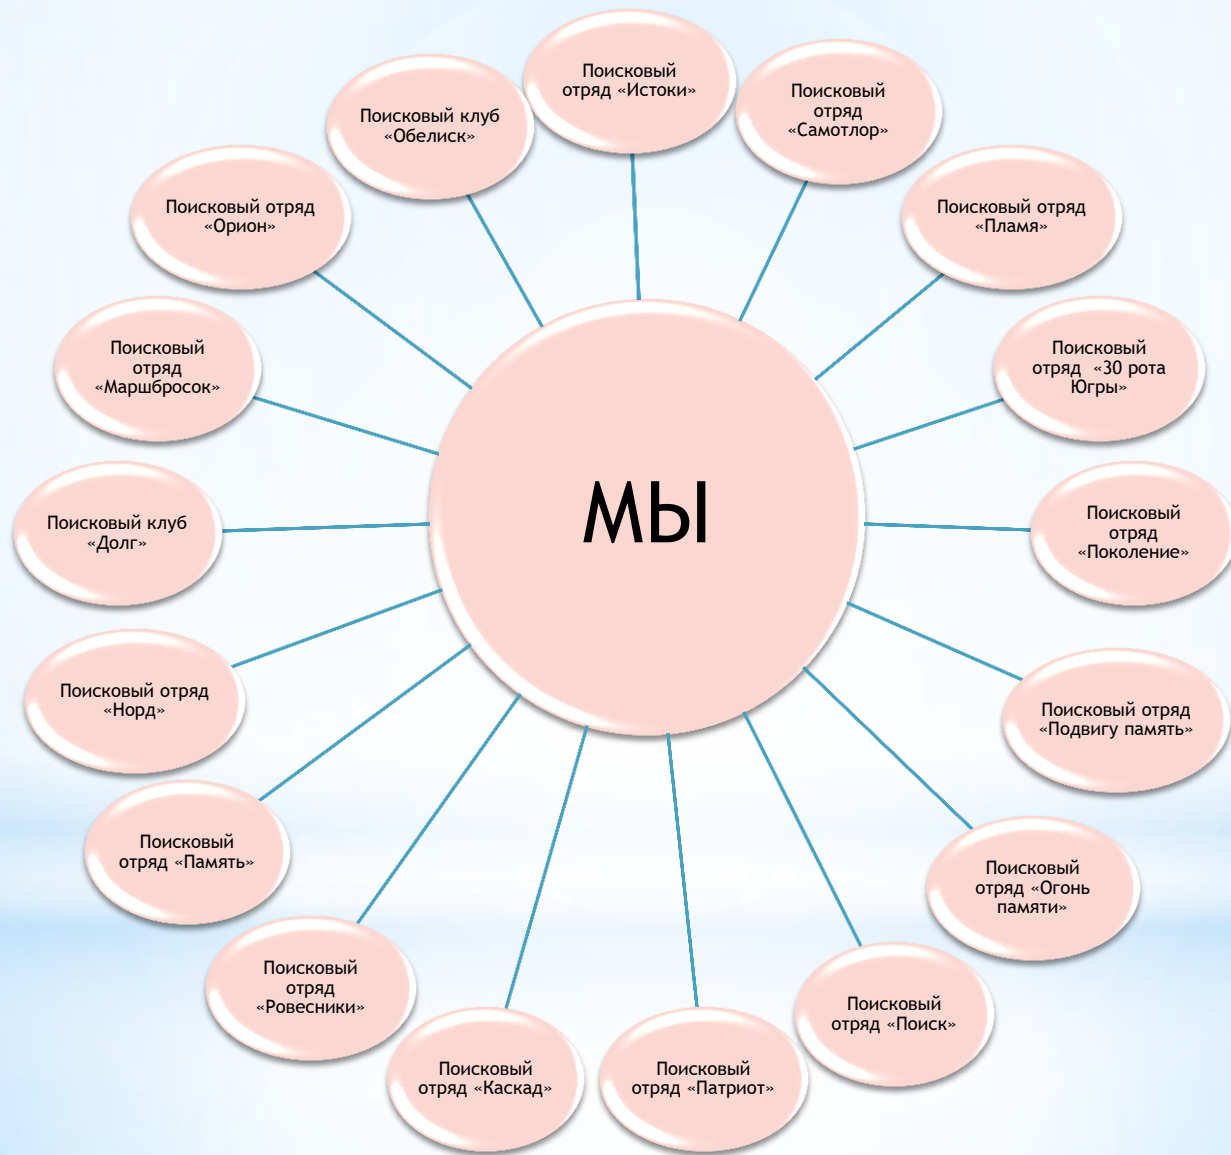 Поисковый
отряд «Истоки»
Поисковый
отряд
«Самотлор»
Поисковый отряд
«Пламя»
Поисковый
отряд «30 рота
Югры»
Поисковый
отряд
«Поколение»
Поисковый отряд
«Подвигу память»
Поисковый
отряд «Огонь
памяти»
Поисковый
отряд «Поиск»
Поисковый
отряд «Патриот»
Поисковый
отряд «Каскад»
Поисковый
отряд
«Ровесники»
Поисковый
отряд «Память»
Поисковый отряд
«Норд»
Поисковый клуб
«Долг»
Поисковый
отряд
«Маршбросок»
Поисковый отряд
«Орион»
Поисковый клуб
«Обелиск»
МЫ